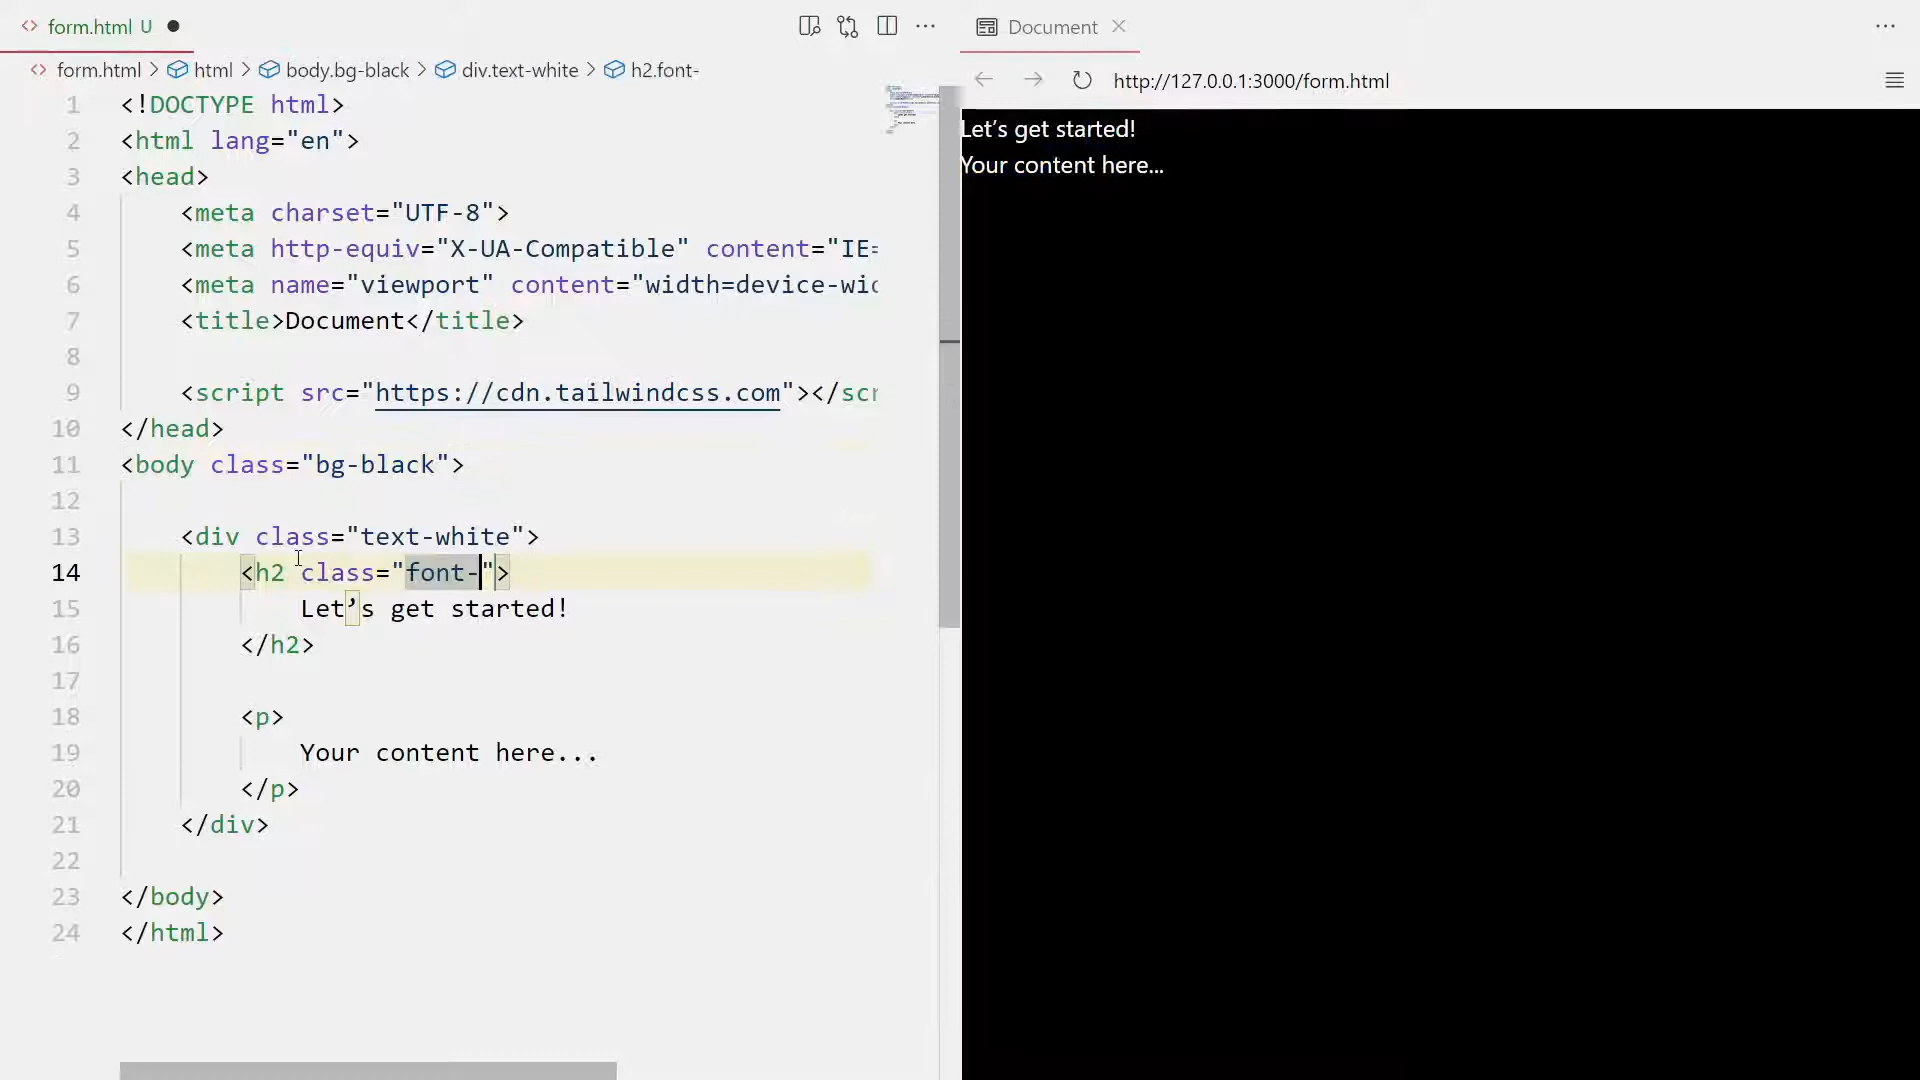 form.html U
form.html > html > body.bg-black > div.text-white > h2.font-
1 <!DOCTYPE html>
2 <html lang="en">
3 <head>
4 <meta charset="UTF-8">
5 <meta http-equiv="X-UA-Compatible" content="IE=
6 <meta name="viewport" content="width=device-wid
7 <title>Document</title>
8
9 <script src="https://cdn.tailwindcss.com"></scr
10 </head>
11 <body class="bg-black">
12
13 <div class="text-white">
14 <h2 class="font-">
15 Let’s get started!
16 </h2>
17
18 <p>
19 Your content here...
20 </p>
21 </div>
22
23 </body>
24 </html>
Document
http://127.0.0.1:3000/form.html
Let’s get started!
Your content here...